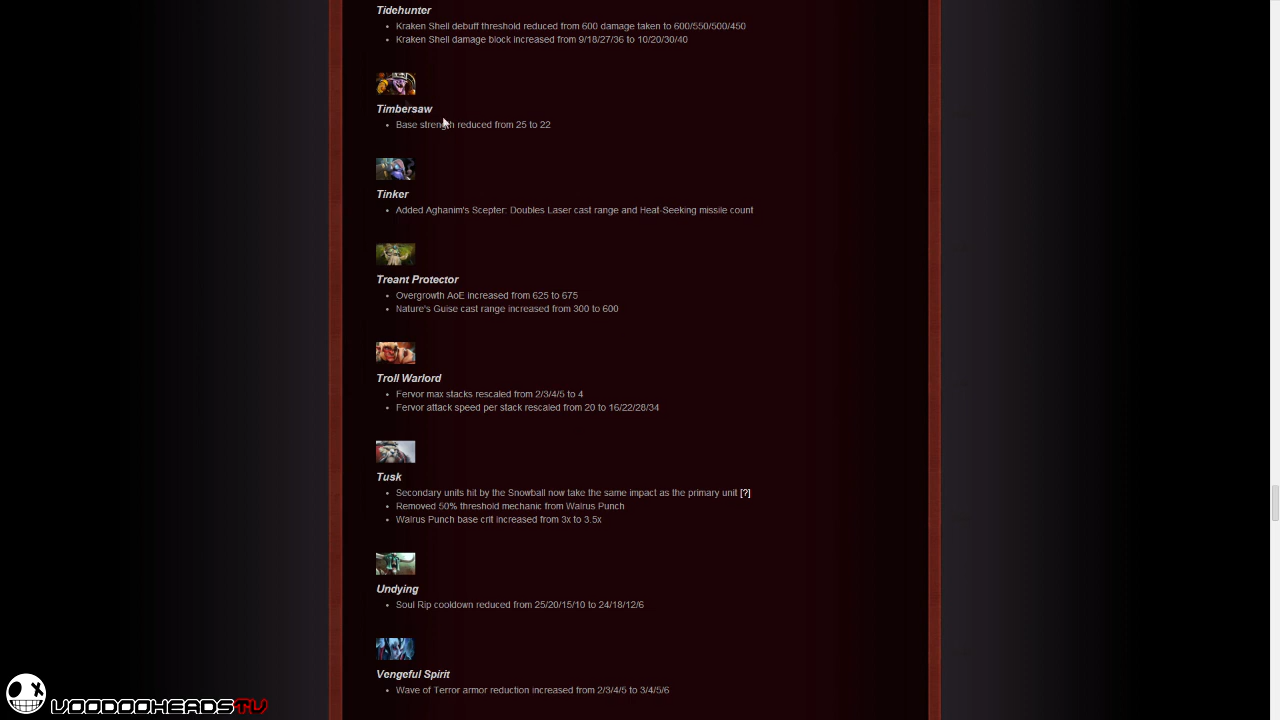 Tidehunter
• Kraken Shell debuff threshold reduced from 600 damage taken to 600/550/500/450
• Kraken Shell damage block increased from 9/18/27/36 to 10/20/30/40
Timbersaw
• Base strength reduced from 25 to 22
Tinker
• Added Aghanim's Scepter: Doubles Laser cast range and Heat-Seeking missile count
Treant Protector
• Overgrowth AoE increased from 625 to 675
• Nature's Guise cast range increased from 300 to 600
Troll Warlord
• Fervor max stacks rescaled from 2/3/4/5 to 4
• Fervor attack speed per stack rescaled from 20 to 16/22/28/34
Tusk
• Secondary units hit by the Snowball now take the same impact as the primary unit [?]
• Removed 50% threshold mechanic from Walrus Punch
• Walrus Punch base crit increased from 3x to 3.5x
Undying
• Soul Rip cooldown reduced from 25/20/15/10 to 24/18/12/6
Vengeful Spirit
• Wave of Terror armor reduction increased from 2/3/4/5 to 3/4/5/6
VOODOOHEADSTV